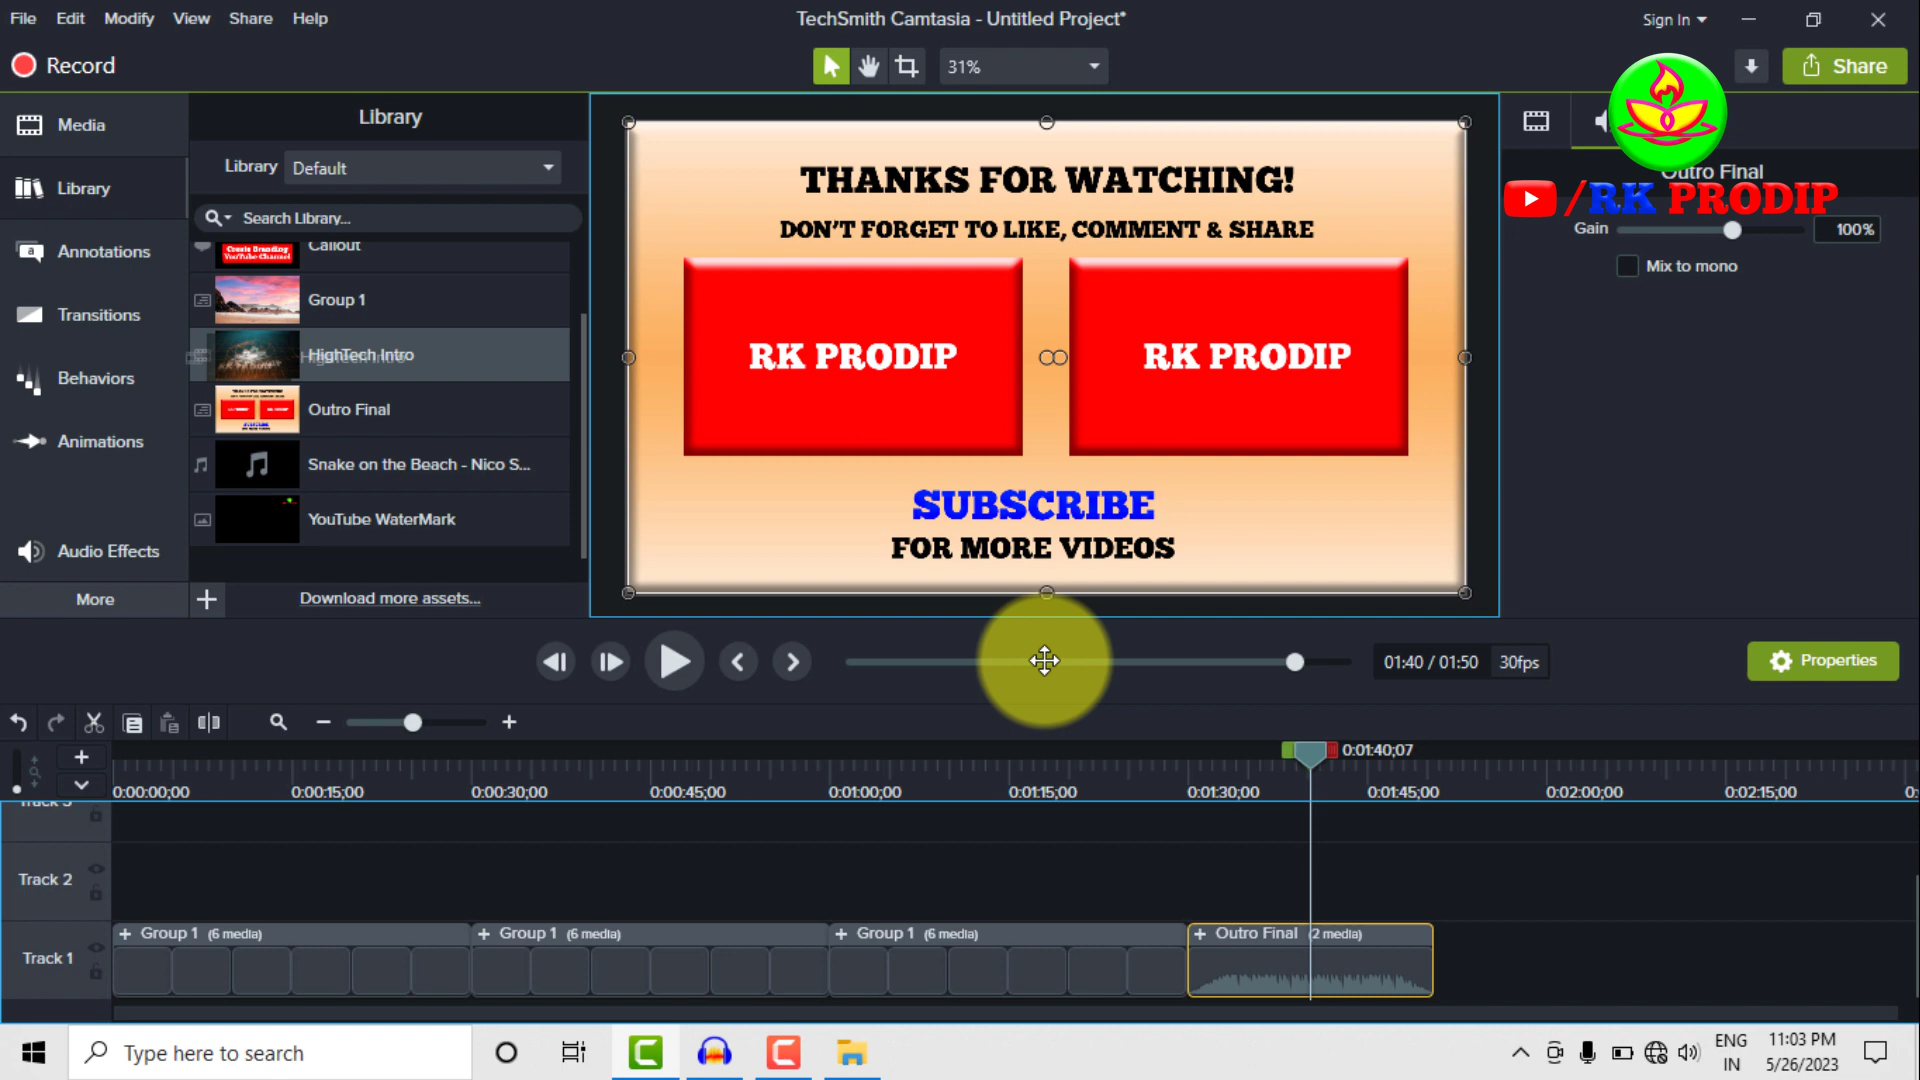 File Edit Modify View Share Help
TechSmith Camtasia - Untitled Project*
Sign In
Record
31%
Share
Media
Library
Annotations
Transitions
Behaviors
Animations
Audio Effects
More
Library
Library Default
Search Library...
Create Branding
YouTube Channel
Callout
Group 1
HighTech Intro
Outro Final
Snake on the Beach - Nico S...
YouTube WaterMark
Download more assets...
THANKS FOR WATCHING!
DON'T FORGET TO LIKE, COMMENT & SHARE
RK PRODIP RK PRODIP
SUBSCRIBE
FOR MORE VIDEOS
Outro Final
/RK PRODIP
Gain 100%
Mix to mono
01:40 / 01:50 30fps
Properties
0:01:40;07
0:00:00;00 0:00:15;00 0:00:30;00 0:00:45;00 0:01:00;00 0:01:15;00 0:01:30;00 0:01:45;00 0:02:00;00 0:02:15;00 0:
Track 3
Track 2
Track 1
Group 1 (6 media) Group 1 (6 media) Group 1 (6 media) Outro Final (2 media)
Type here to search
ENG
IN
11:03 PM
5/26/2023